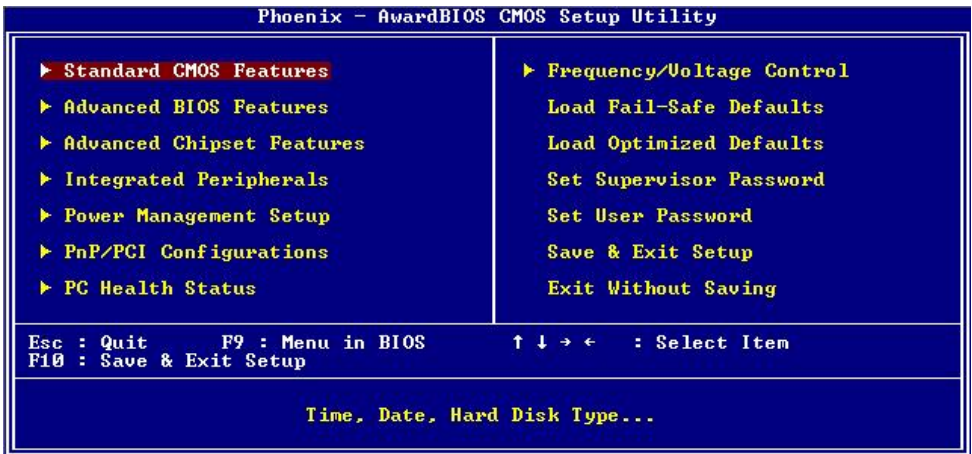 Phoenix - AwardBIOS CMOS Setup Utility
▶ Standard CMOS Features
▶ Advanced BIOS Features
▶ Advanced Chipset Features
▶ Integrated Peripherals
▶ Power Management Setup
▶ PnP/PCI Configurations
▶ PC Health Status
▶ Frequency/Voltage Control
Load Fail-Safe Defaults
Load Optimized Defaults
Set Supervisor Password
Set User Password
Save & Exit Setup
Exit Without Saving
Esc : Quit F9 : Menu in BIOS ↑ ↓ → ← : Select Item
F10 : Save & Exit Setup
Time, Date, Hard Disk Type...